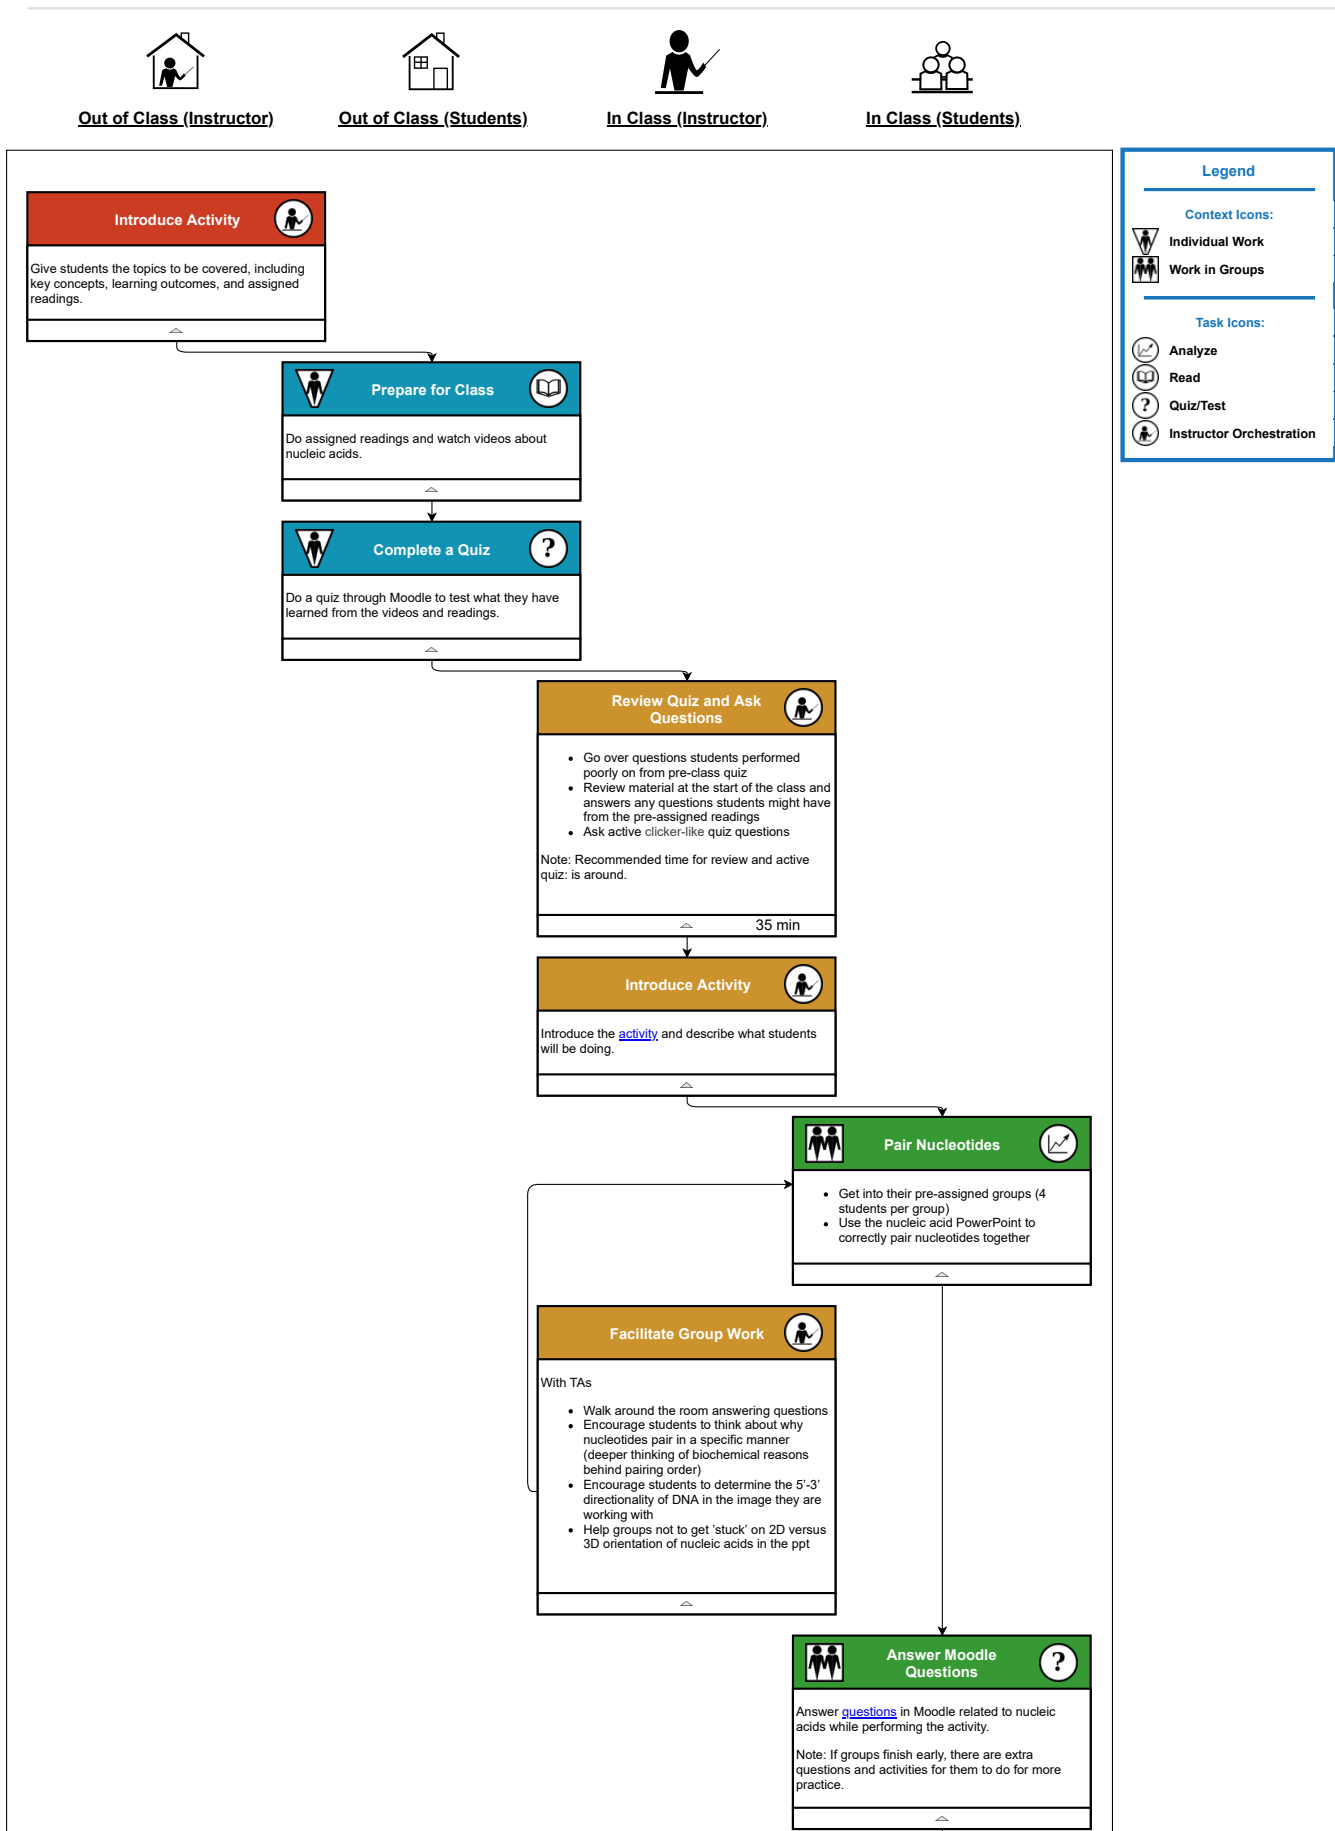 Out of Class (Instructor)
Out of Class (Students)
In Class (Instructor)
In Class (Students)
Legend
Context Icons:
Individual Work
Work in Groups
Task Icons:
Analyze
Read
? Quiz/Test
Instructor Orchestration
Introduce Activity
Give students the topics to be covered, including
key concepts, learning outcomes, and assigned
readings.
Prepare for Class
Do assigned readings and watch videos about
nucleic acids.
Complete a Quiz ?
Do a quiz through Moodle to test what they have
learned from the videos and readings.
Review Quiz and Ask
Questions
• Go over questions students performed
poorly on from pre-class quiz
• Review material at the start of the class and
answers any questions students might have
from the pre-assigned readings
• Ask active clicker-like quiz questions
Note: Recommended time for review and active
quiz: is around.
35 min
Introduce Activity
Introduce the activity and describe what students
will be doing.
Pair Nucleotides
• Get into their pre-assigned groups (4
students per group)
• Use the nucleic acid PowerPoint to
correctly pair nucleotides together
Facilitate Group Work
With TAs
• Walk around the room answering questions
• Encourage students to think about why
nucleotides pair in a specific manner
(deeper thinking of biochemical reasons
behind pairing order)
• Encourage students to determine the 5'-3'
directionality of DNA in the image they are
working with
• Help groups not to get 'stuck' on 2D versus
3D orientation of nucleic acids in the ppt
Answer Moodle
Questions ?
Answer questions in Moodle related to nucleic
acids while performing the activity.
Note: If groups finish early, there are extra
questions and activities for them to do for more
practice.